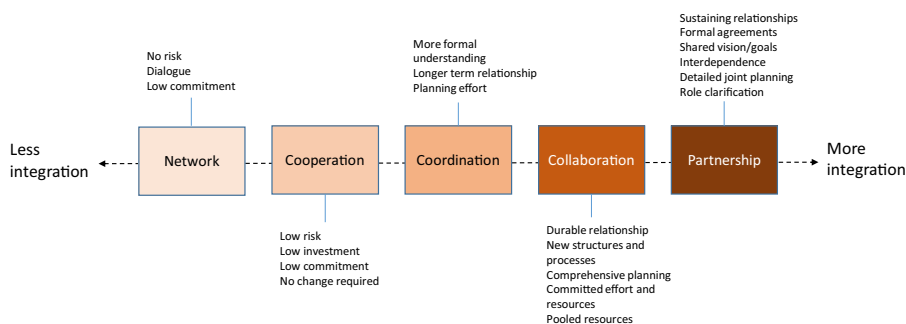 Sustaining relationships
Formal agreements
Shared vision/goals
Interdependence
Detailed joint planning
Role clarification
More formal
understanding
Longer term relationship
Planning effort
No risk
Dialogue
Low commitment
Less
integration
Network
Cooperation
Coordination
Collaboration
Partnership
More
integration
Low risk
Low investment
Low commitment
No change required
Durable relationship
New structures and
processes
Comprehensive planning
Committed effort and
resources
Pooled resources